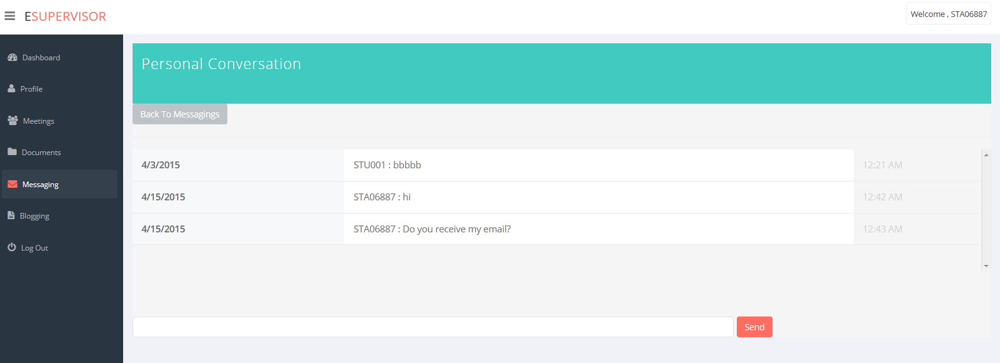 ESUPERVISOR
Welcome , STA06887
Dashboard
Profile
Meetings
Documents
Messaging
Blogging
Log Out
Personal Conversation
Back To Messagings
4/3/2015 STU001 : bbbbb 12:21 AM
4/15/2015 STA06887 : hi 12:42 AM
4/15/2015 STA06887 : Do you receive my email? 12:43 AM
Send